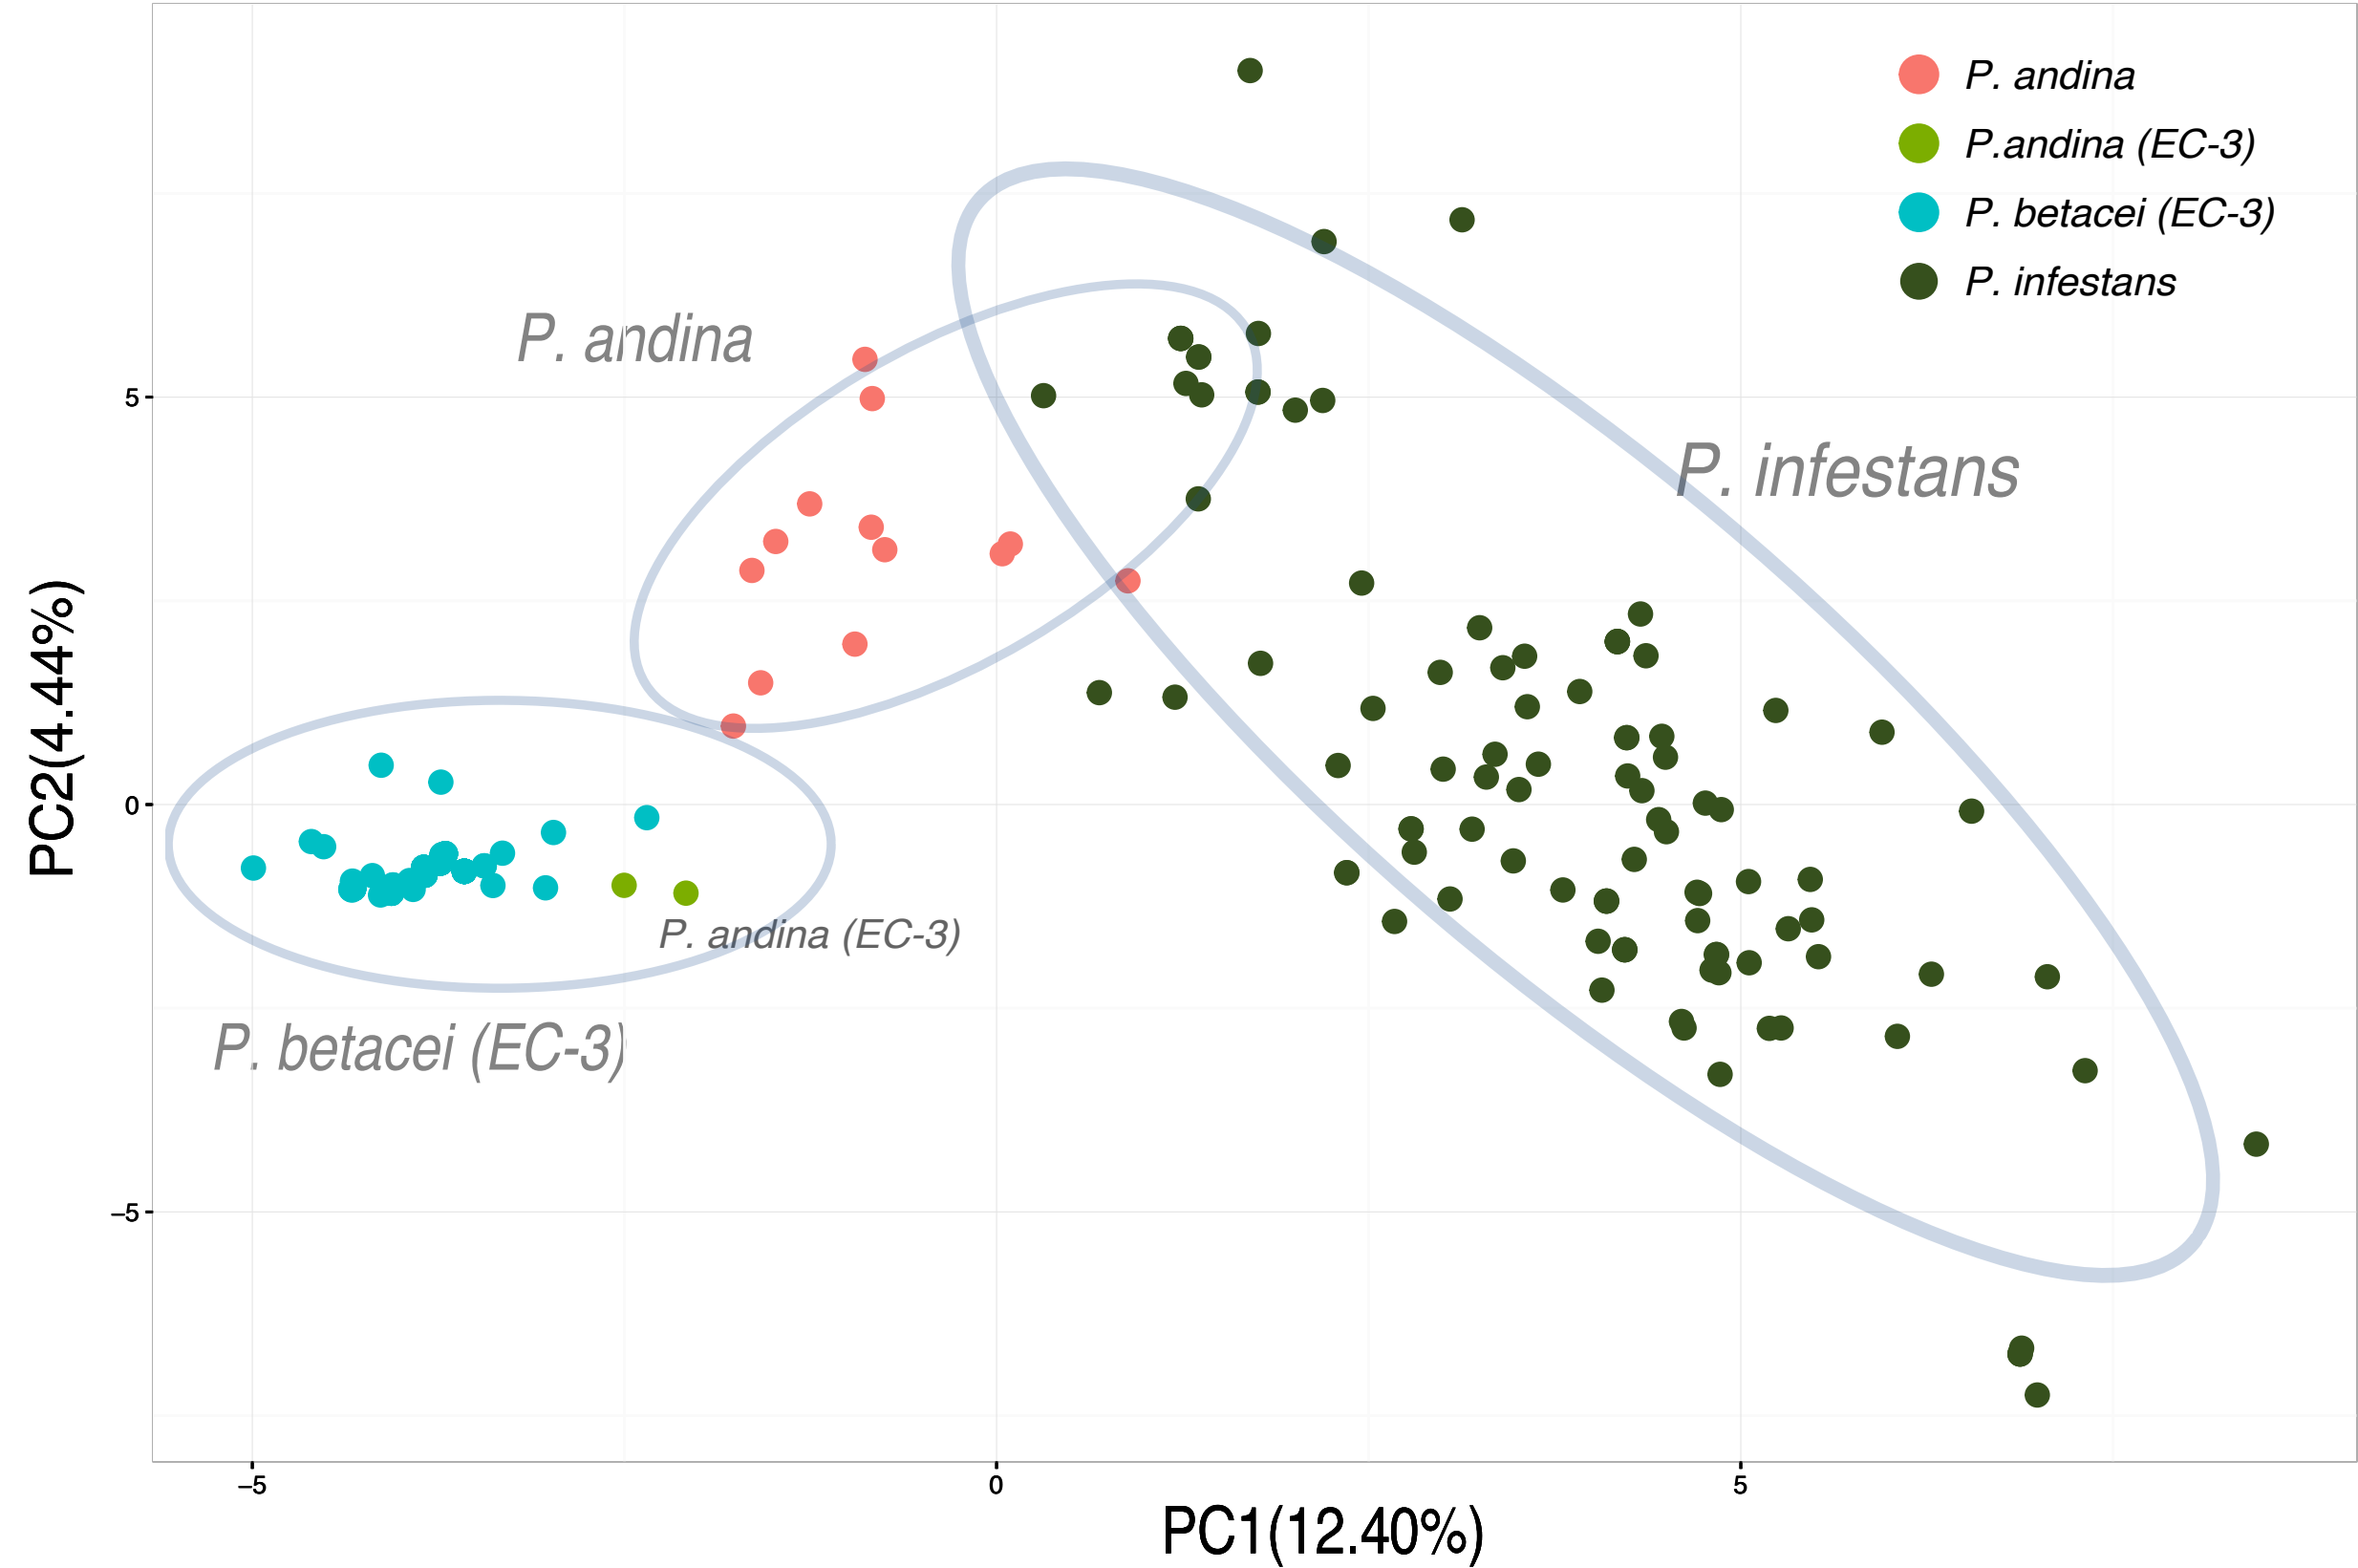 P. andina
P.andina (EC-3)
P. betacei (EC-3)
P. infestans
P. andina
5
P. infestans
PC2(4.44%)
0
P. andina (EC-3)
P. betacei (EC-3)
−5
−5
0
5
PC1(12.40%)